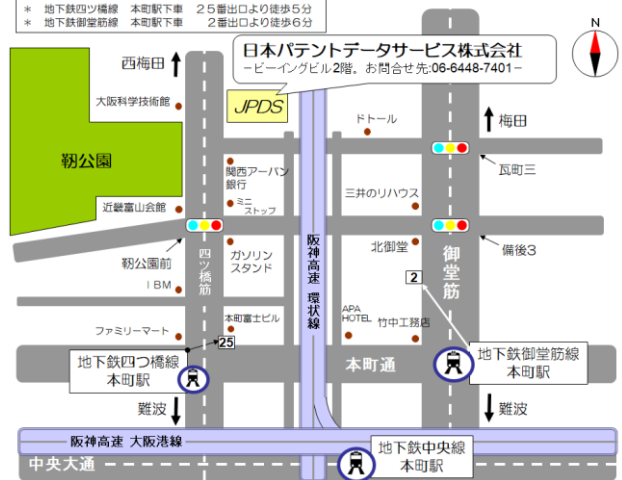 * 地下鉄四ツ橋線 本町駅下車 25番出口より徒歩5分
* 地下鉄御堂筋線 本町駅下車 2番出口より徒歩6分
N
日本パテントデータサービス株式会社
−ビーイングビル2階。お問合せ先:06-6448-7401−
西梅田
大阪科学技術館
JPDS
ドトール
梅田
靭公園
関西アーバン
銀行
瓦町三
三井のリハウス
近畿富山会館
ミニ
ストップ
靭公園前
四ツ橋筋
ガソリン
スタンド
阪神高速 環状線
北御堂
御堂筋
備後3
IBM
2
本町富士ビル
APA
HOTEL
竹中工務店
ファミリーマート
25
地下鉄四つ橋線
本町駅
本町通
地下鉄御堂筋線
本町駅
難波
難波
阪神高速 大阪港線
地下鉄中央線
本町駅
中央大通